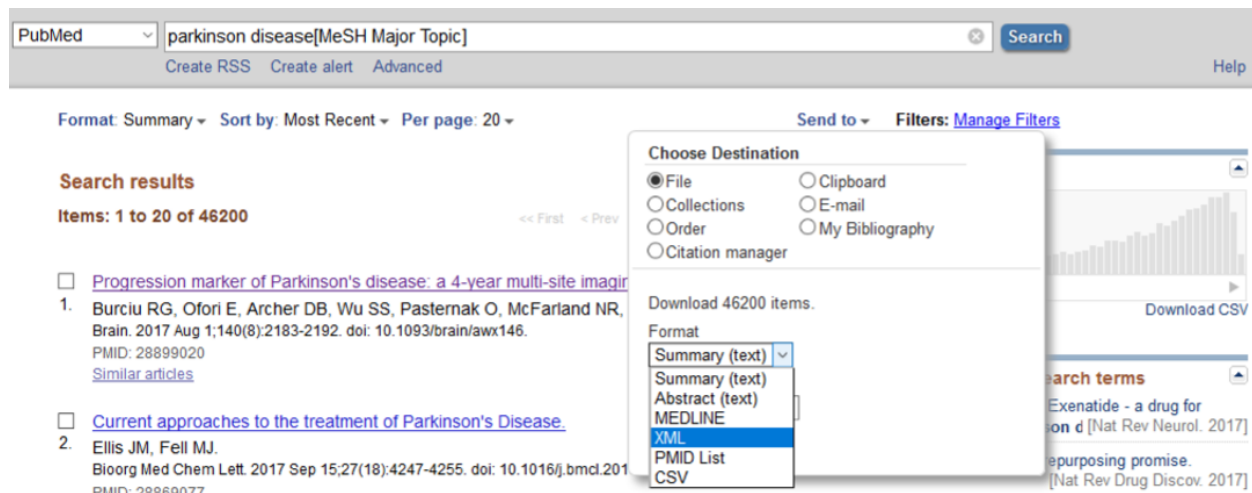 PubMed parkinson disease[MeSH Major Topic] Search
Create RSS Create alert Advanced Help
Format: Summary Sort by: Most Recent Per page: 20 Send to Filters: Manage Filters
Choose Destination
File Clipboard
Collections E-mail
Order My Bibliography
Citation manager
Download 46200 items.
Format
Summary (text)
Summary (text)
Abstract (text)
MEDLINE
XML
PMID List
CSV
Search results
Items: 1 to 20 of 46200 << First < Prev
Progression marker of Parkinson's disease: a 4-year multi-site imagin
1. Burciu RG, Ofori E, Archer DB, Wu SS, Pasternak O, McFarland NR,
Brain. 2017 Aug 1;140(8):2183-2192. doi: 10.1093/brain/awx146.
PMID: 28899020
Similar articles
Current approaches to the treatment of Parkinson's Disease.
2. Ellis JM, Fell MJ.
Bioorg Med Chem Lett. 2017 Sep 15;27(18):4247-4255. doi: 10.1016/j.bmcl.201
PMID: 28869077
Download CSV
earch terms
Exenatide - a drug for
son d [Nat Rev Neurol. 2017]
epurposing promise.
[Nat Rev Drug Discov. 2017]